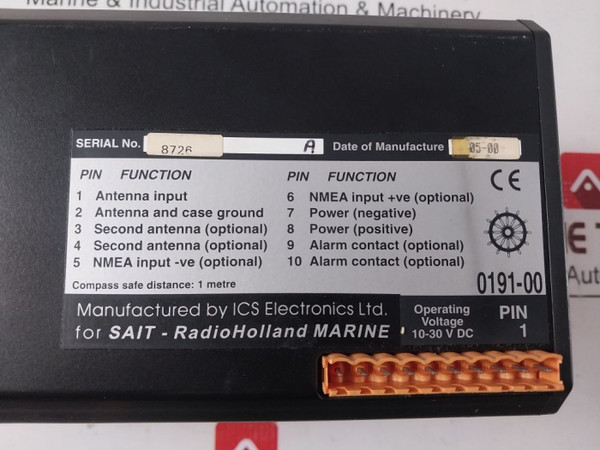 Marine & Industrial Automation & Machinery
SERIAL No. 8726 A Date of Manufacture 05-00
PIN FUNCTION
1 Antenna input
2 Antenna and case ground
3 Second antenna (optional)
4 Second antenna (optional)
5 NMEA input -ve (optional)
PIN FUNCTION
6 NMEA input +ve (optional)
7 Power (negative)
8 Power (positive)
9 Alarm contact (optional)
10 Alarm contact (optional)
CE
Compass safe distance: 1 metre
0191-00
Manufactured by ICS Electronics Ltd.
for SAIT - RadioHolland MARINE
Operating
Voltage
10-30 V DC
PIN
1